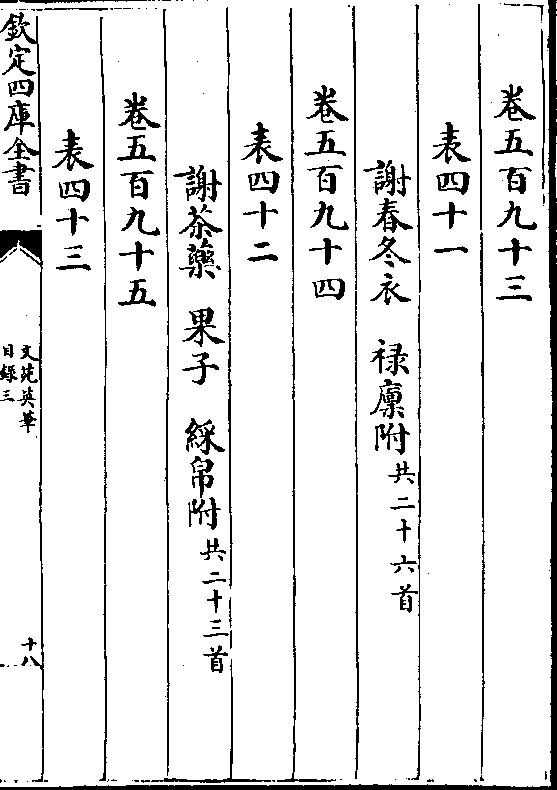 卷五百九十三
表四十一
謝春冬衣　祿廪附共二十六首
卷五百九十四
表四十二
謝茶藥　果子　綵帛附共二十三首
卷五百九十五
表四十三
欽定四庫全書
文苑英華
目錄三
十八